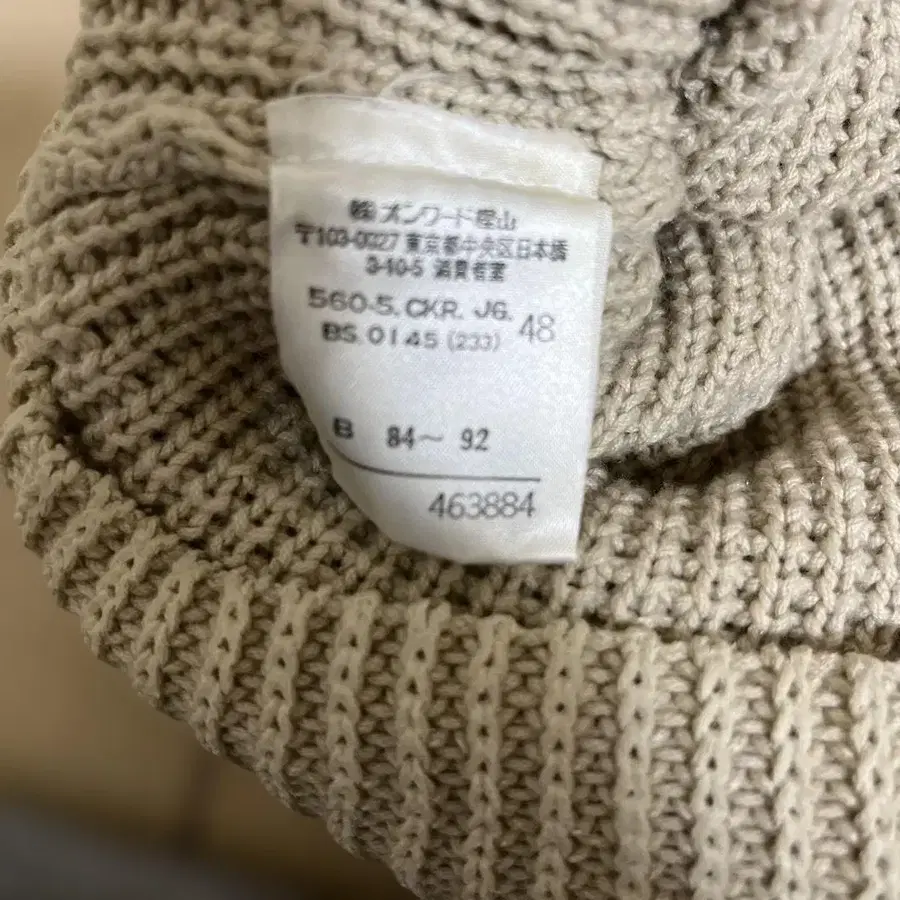 ㈱オンワード樫山
〒103-0027 東京都中央区日本橋
3-10-5 消費者室
560-5. CKR. JG. 48
BS. 0145 (233)
B 84～ 92
463884